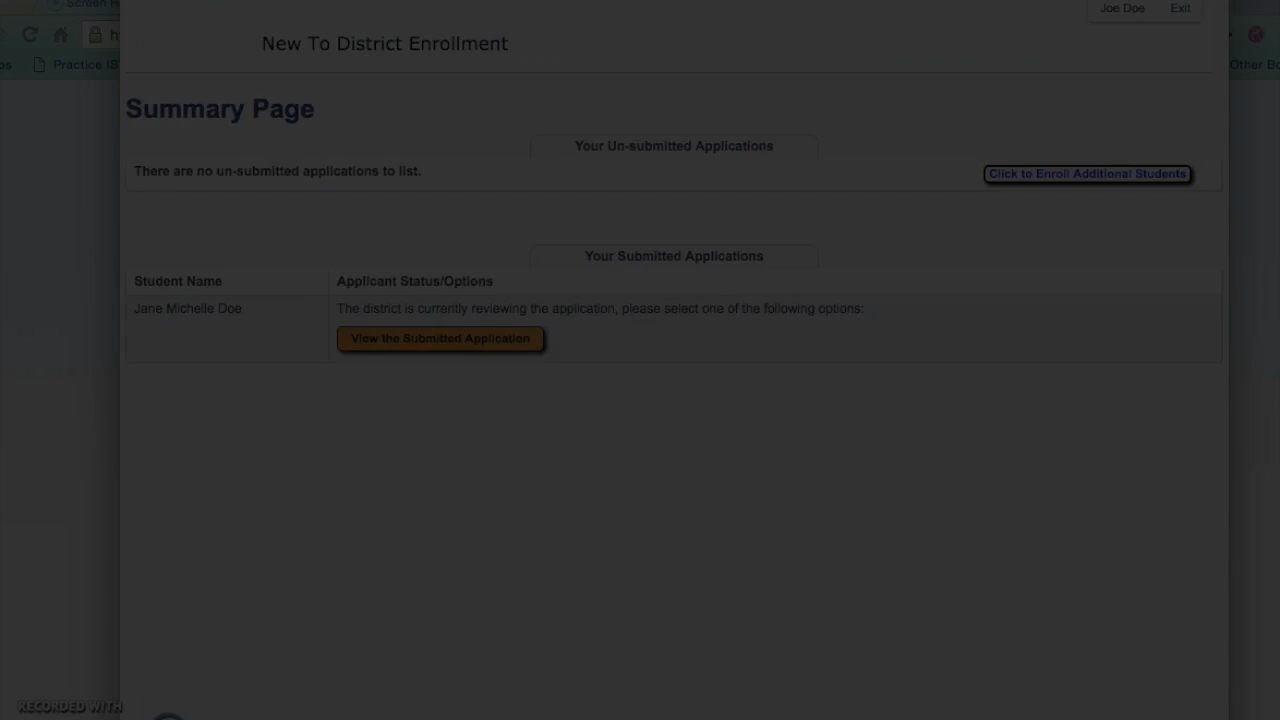 Screen H
Joe Doe Exit
h
ps Practice IS Other Bo
New To District Enrollment
Summary Page
Your Un-submitted Applications
There are no un-submitted applications to list.
Click to Enroll Additional Students
Your Submitted Applications
Student Name Applicant Status/Options
Jane Michelle Doe The district is currently reviewing the application, please select one of the following options:
View the Submitted Application
RECORDED WITH